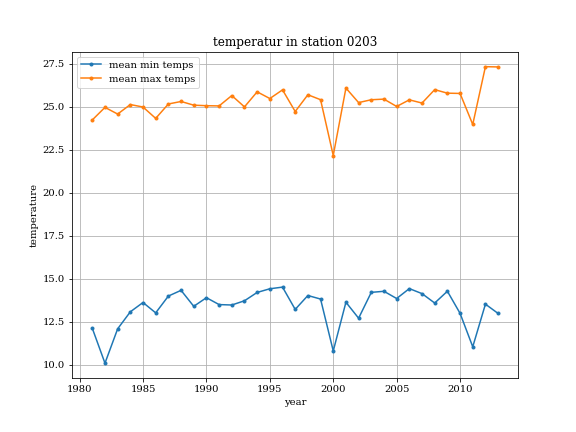 temperatur in station 0203
mean min temps
mean max temps
27.5
25.0
22.5
20.0
17.5
15.0
12.5
10.0
temperature
1980 1985 1990 1995 2000 2005 2010
year